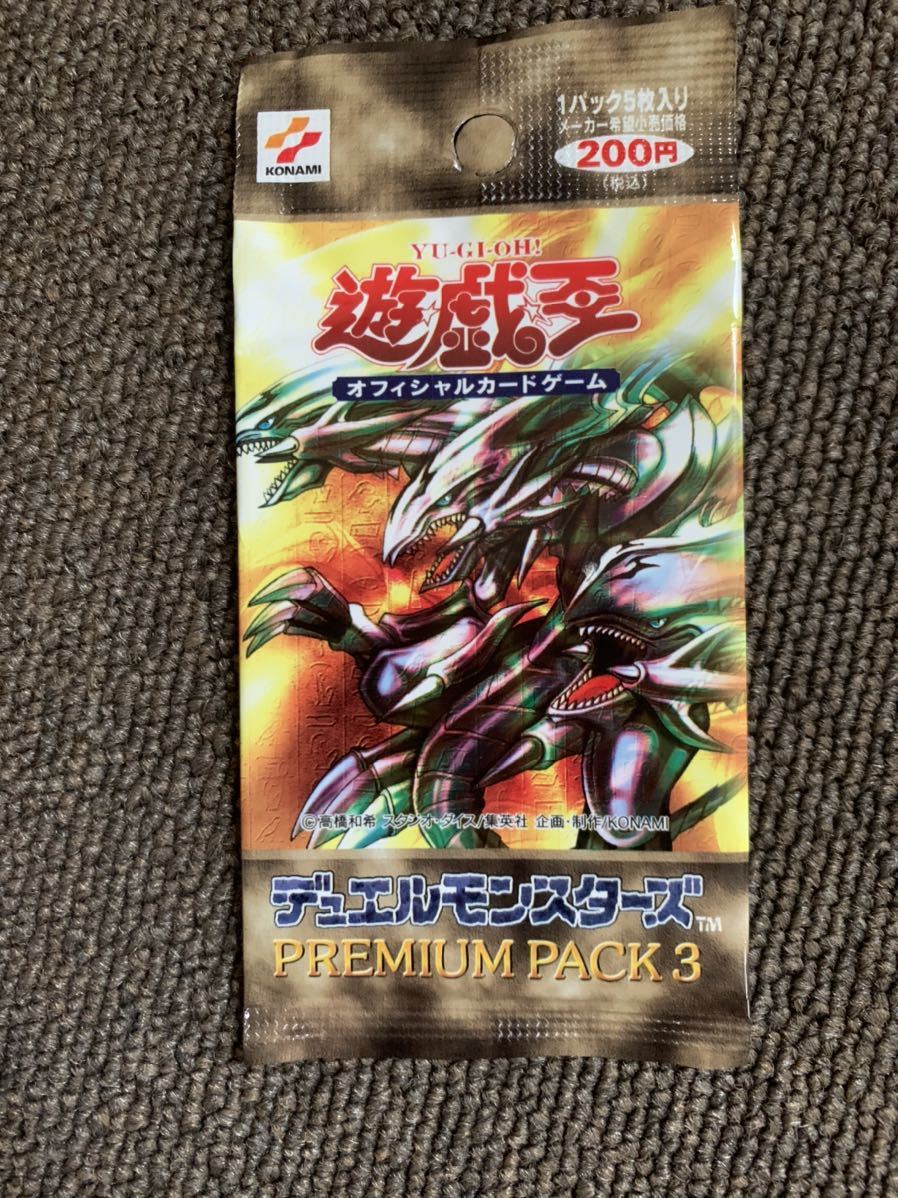 KONAMI
1パック5枚入り
メーカー希望小売価格
200円
(税込)
YU-GI-OH!
遊戯王
オフィシャルカードゲーム
©高橋和希 スタジオ・ダイス/集英社 企画・制作/KONAMI
デュエルモンスターズ™
PREMIUM PACK 3